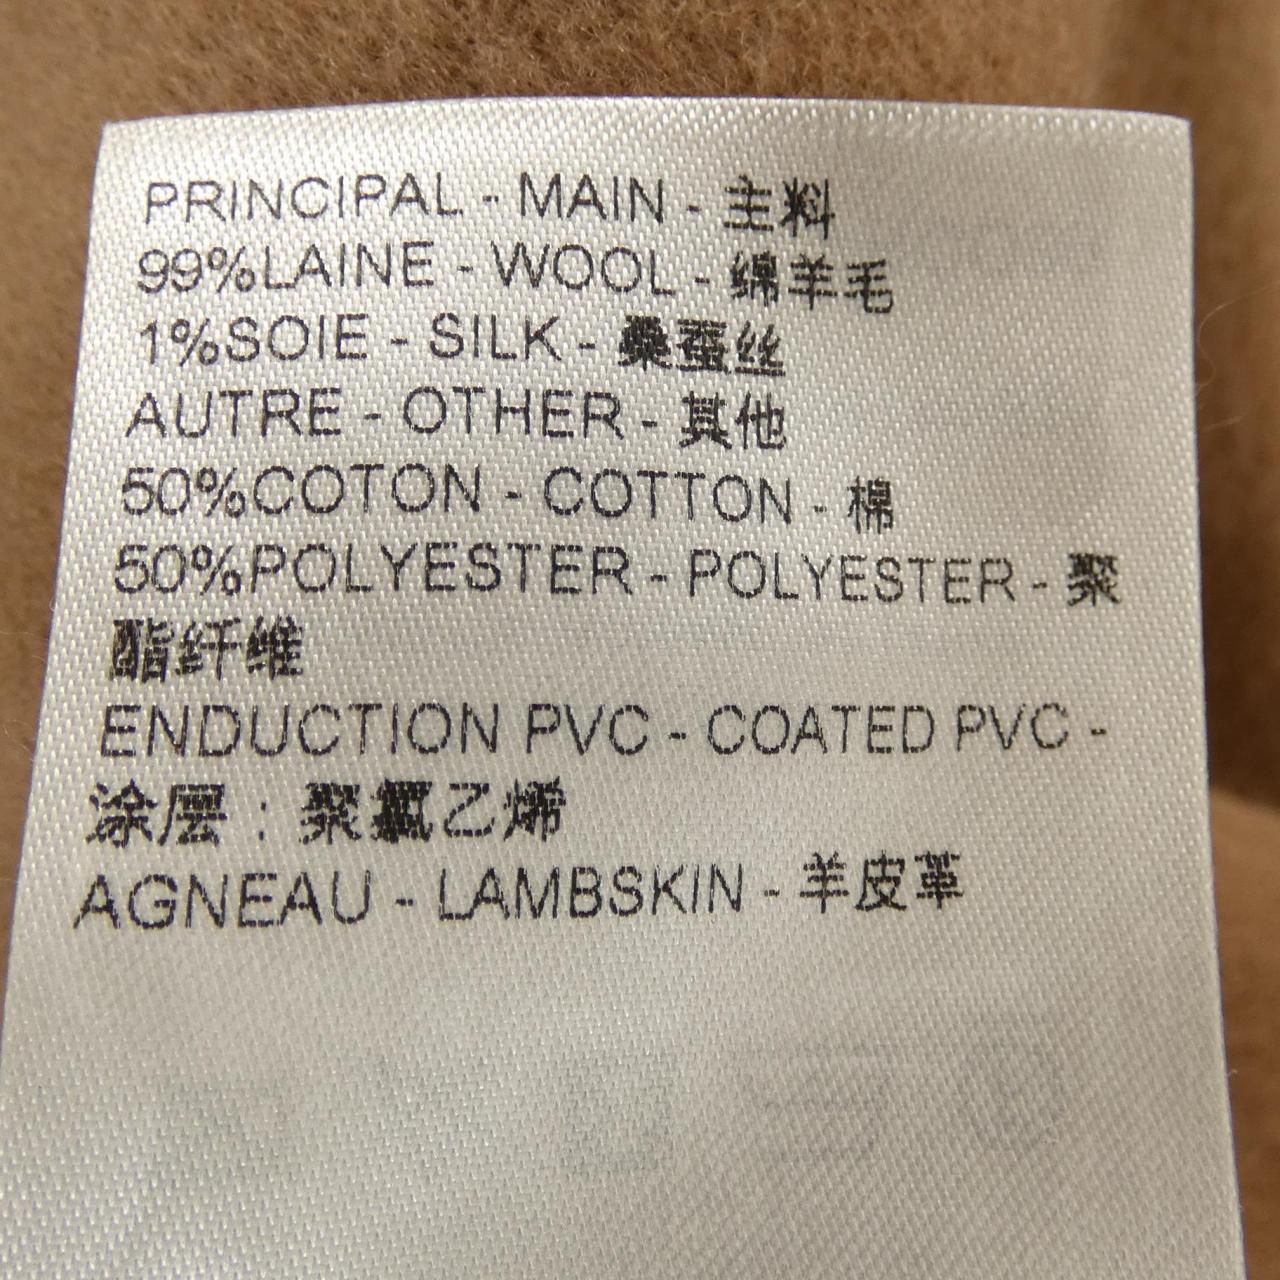 PRINCIPAL - MAIN - 主料
99%LAINE - WOOL - 绵羊毛
1%SOIE - SILK - 桑蚕丝
AUTRE - OTHER - 其他
50%COTON - COTTON - 棉
50%POLYESTER - POLYESTER - 聚
酯纤维
ENDUCTION PVC - COATED PVC -
涂层 : 聚氯乙烯
AGNEAU - LAMBSKIN - 羊皮革